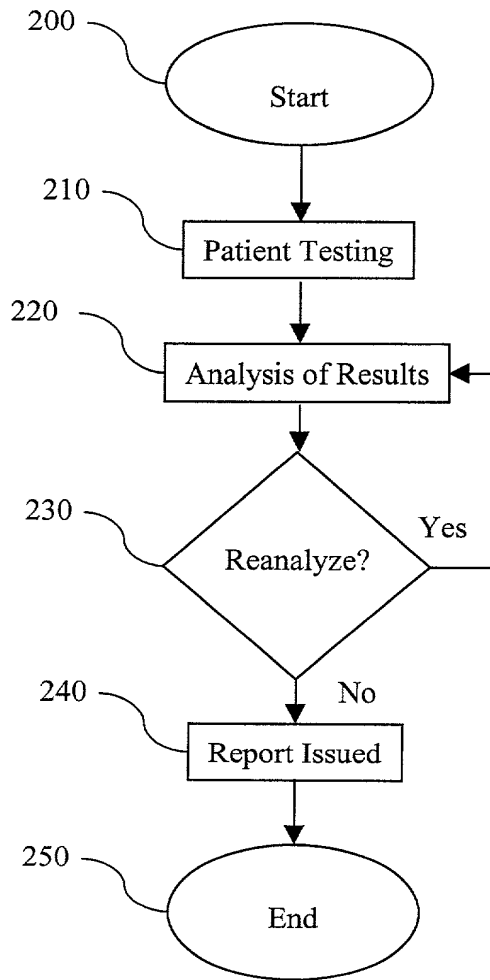 200
Start
210
Patient Testing
220
Analysis of Results
230
Reanalyze?
Yes
No
240
Report Issued
250
End